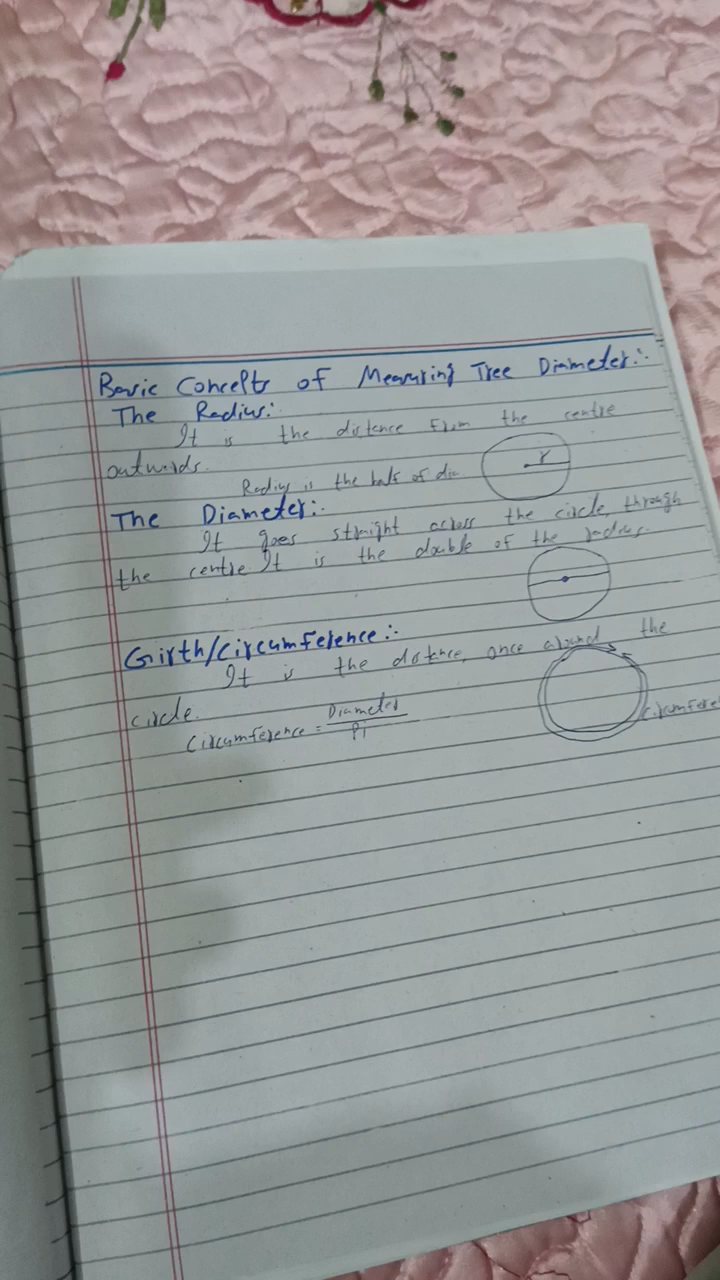 Basic Concepts of Measuring Tree Diameter:-
The Radius:
It is the distance from the centre
outwards.
r
Radius is the half of dia
The Diameter:-
It goes straight across the circle, through
the centre. It is the double of the radius.
Girth/Circumference:-
It is the distance, once around the
circle.
Circumference = Diameter
Pi
Circumfere